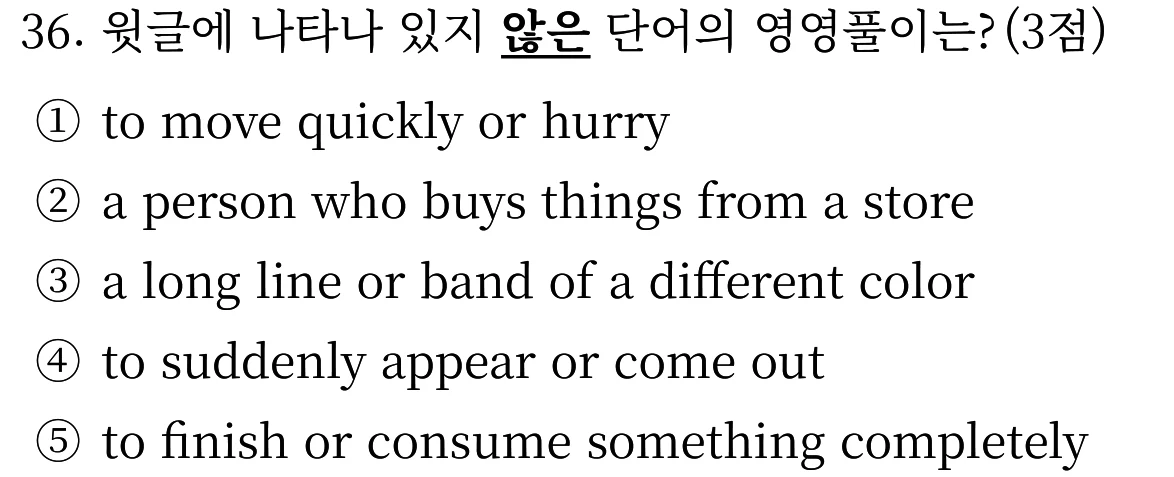 36. 윗글에 나타나 있지 않은 단어의 영영풀이는?(3점)
① to move quickly or hurry
② a person who buys things from a store
③ a long line or band of a different color
④ to suddenly appear or come out
⑤ to finish or consume something completely